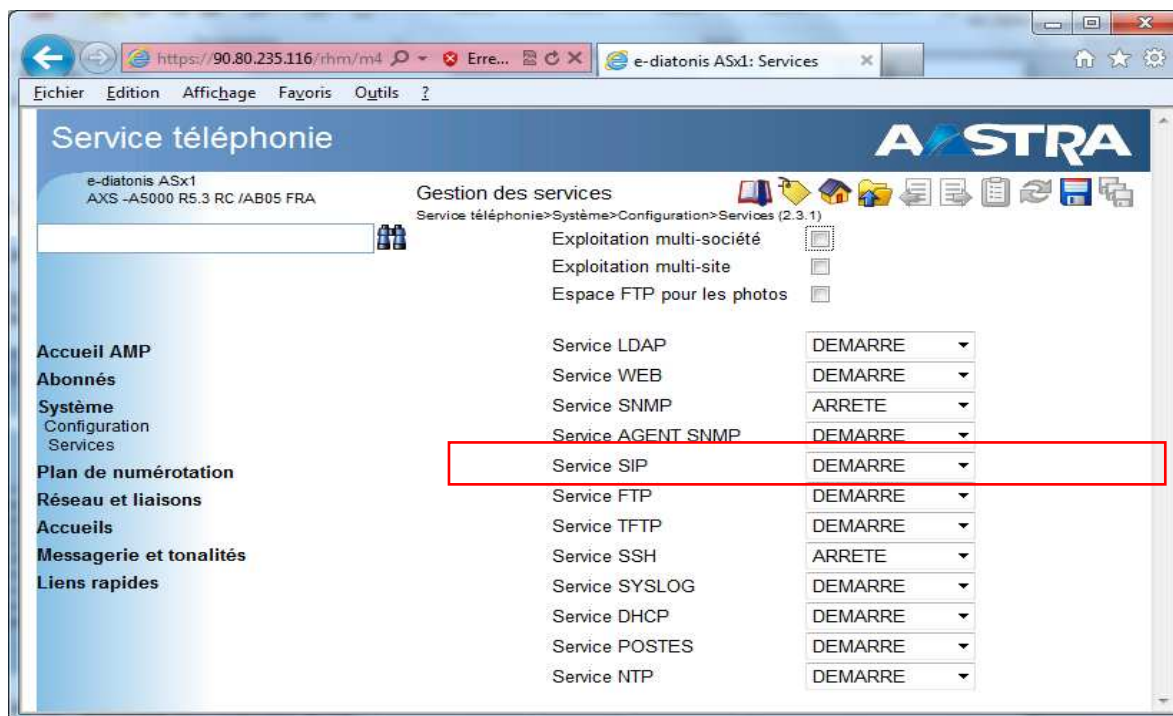 https://90.80.235.116/rhm/m4
Erre...
e-diatonis ASx1: Services
Fichier Edition Affichage Favoris Outils ?
Service téléphonie
AASTRA
e-diatonis ASx1
AXS -A5000 R5.3 RC /AB05 FRA
Gestion des services
Service téléphonie>Système>Configuration>Services (2.3.1)
Exploitation multi-société
Exploitation multi-site
Espace FTP pour les photos
Accueil AMP
Abonnés
Système
Configuration
Services
Plan de numérotation
Réseau et liaisons
Accueils
Messagerie et tonalités
Liens rapides
Service LDAP DEMARRE
Service WEB DEMARRE
Service SNMP ARRETE
Service AGENT SNMP DEMARRE
Service SIP DEMARRE
Service FTP DEMARRE
Service TFTP DEMARRE
Service SSH ARRETE
Service SYSLOG DEMARRE
Service DHCP DEMARRE
Service POSTES DEMARRE
Service NTP DEMARRE